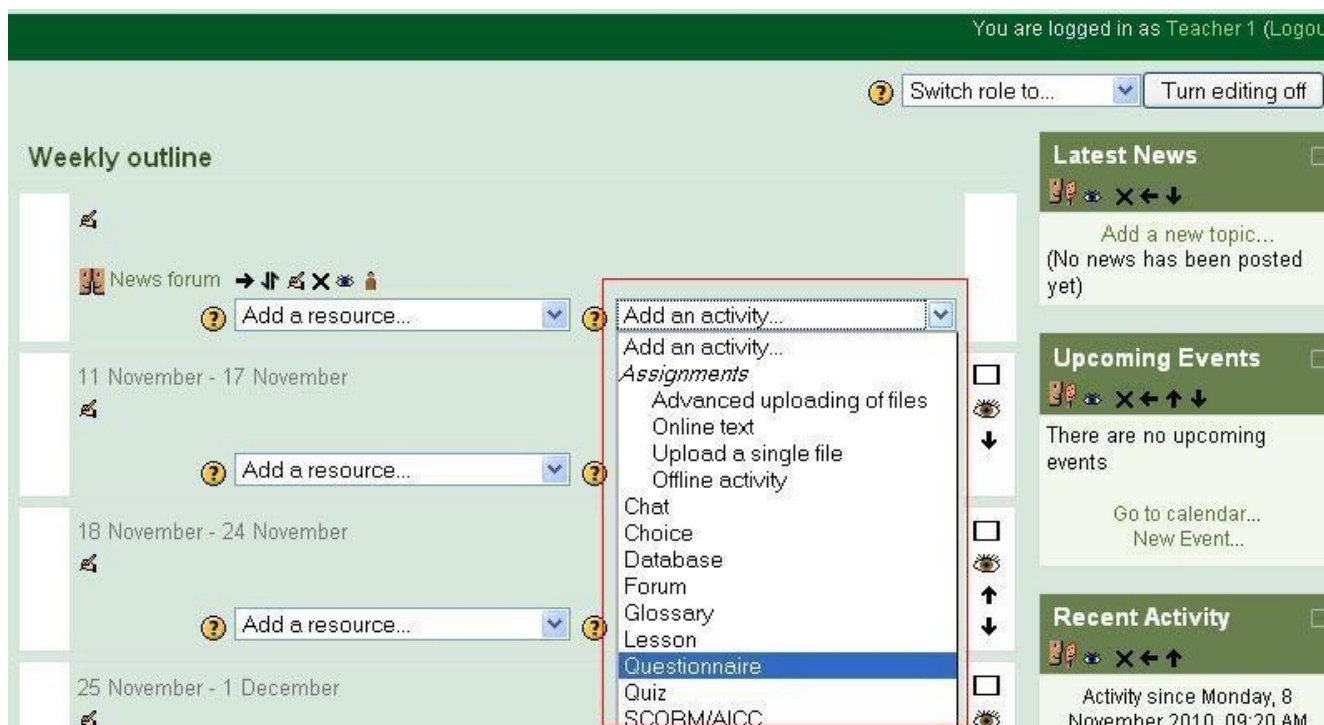 You are logged in as Teacher 1 (Logou
Switch role to...
Turn editing off
Weekly outline
News forum
Add a resource...
Add an activity...
Add an activity...
Assignments
Advanced uploading of files
Online text
Upload a single file
Offline activity
Chat
Choice
Database
Forum
Glossary
Lesson
Questionnaire
Quiz
SCORM/AICC
11 November - 17 November
Add a resource...
18 November - 24 November
Add a resource...
25 November - 1 December
Latest News
Add a new topic...
(No news has been posted
yet)
Upcoming Events
There are no upcoming
events
Go to calendar...
New Event...
Recent Activity
Activity since Monday, 8
November 2010, 09:20 AM